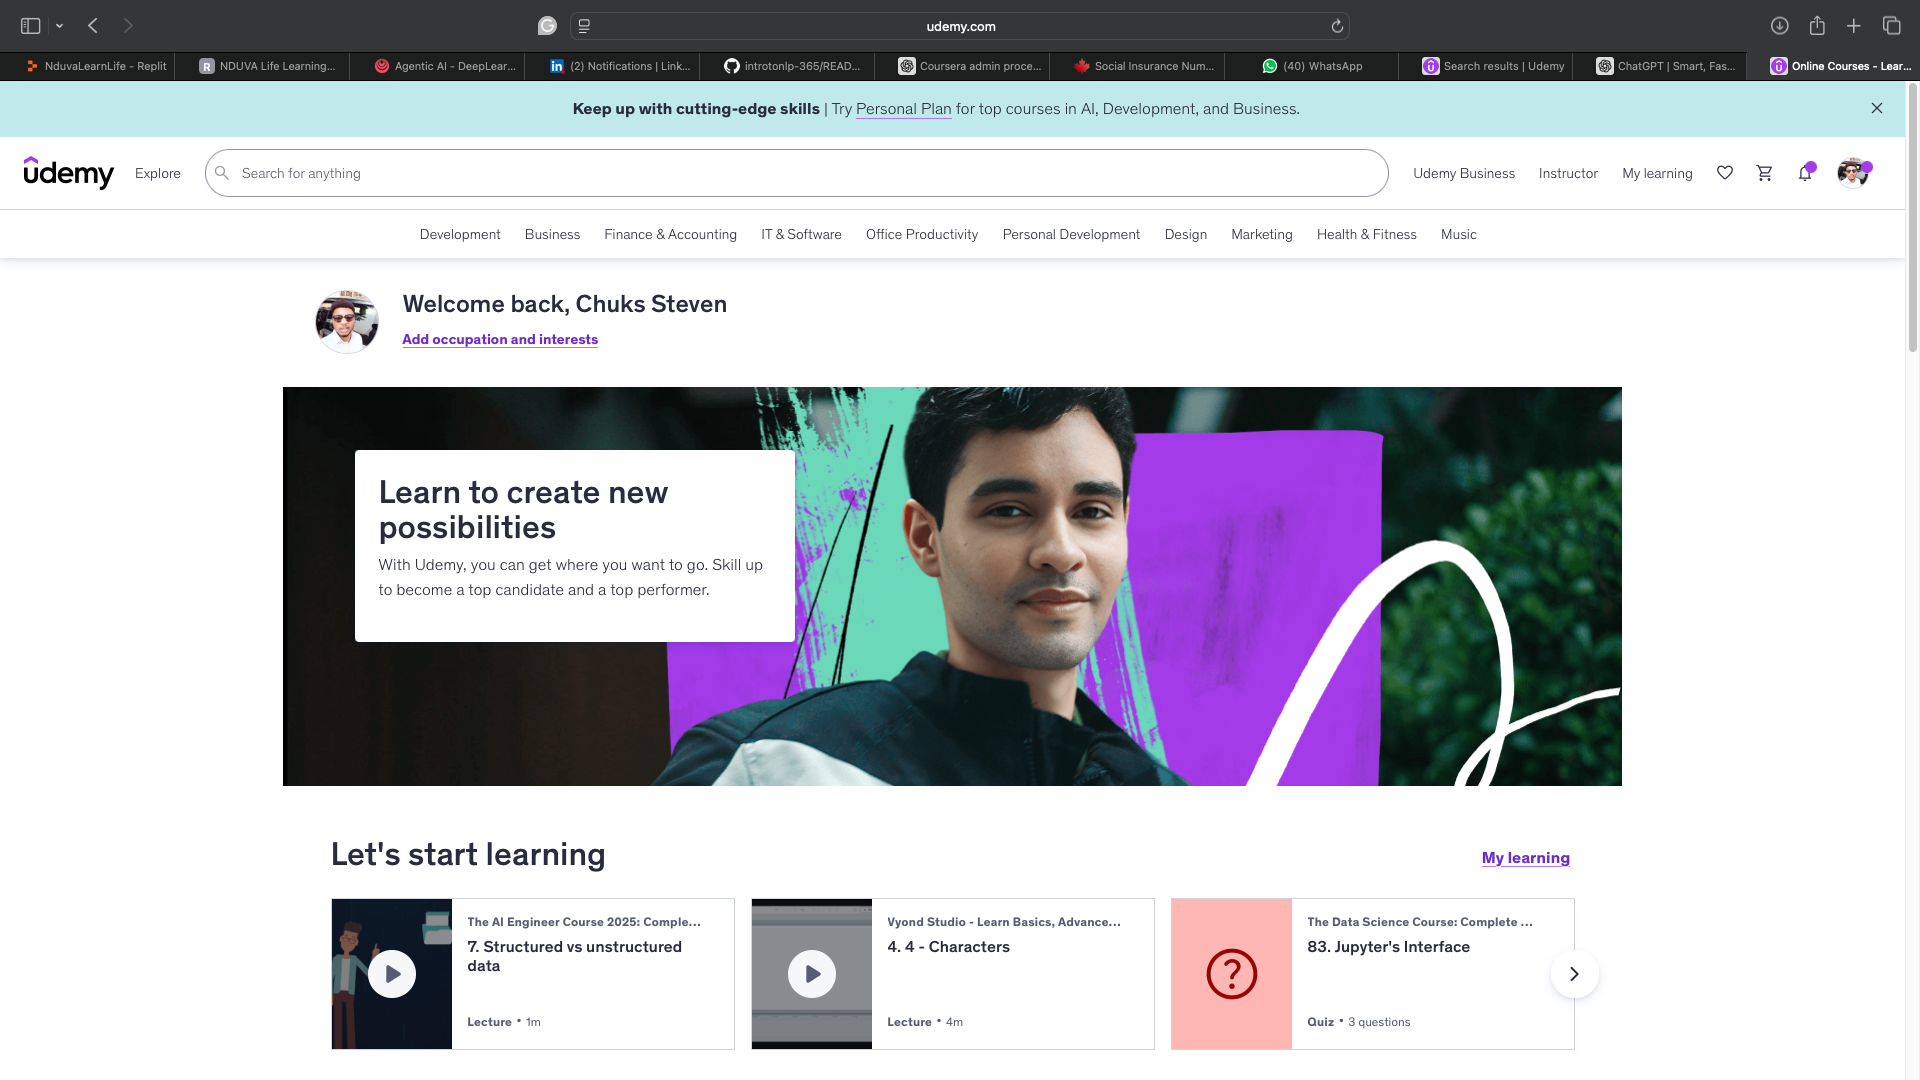 udemy.com
NduvaLearnLife - Replit
NDUVA Life Learning...
Agentic AI - DeepLear...
(2) Notifications | Link...
introtonlp-365/READ...
Coursera admin proce...
Social Insurance Num...
(40) WhatsApp
Search results | Udemy
ChatGPT | Smart, Fas...
Online Courses - Lear...
Keep up with cutting-edge skills | Try Personal Plan for top courses in AI, Development, and Business.
udemy
Explore
Search for anything
Udemy Business
Instructor
My learning
Development
Business
Finance & Accounting
IT & Software
Office Productivity
Personal Development
Design
Marketing
Health & Fitness
Music
Welcome back, Chuks Steven
Add occupation and interests
Learn to create new
possibilities
With Udemy, you can get where you want to go. Skill up
to become a top candidate and a top performer.
Let's start learning
My learning
The AI Engineer Course 2025: Comple...
7. Structured vs unstructured
data
Lecture • 1m
Vyond Studio - Learn Basics, Advance...
4. 4 - Characters
Lecture • 4m
The Data Science Course: Complete ...
83. Jupyter's Interface
Quiz • 3 questions